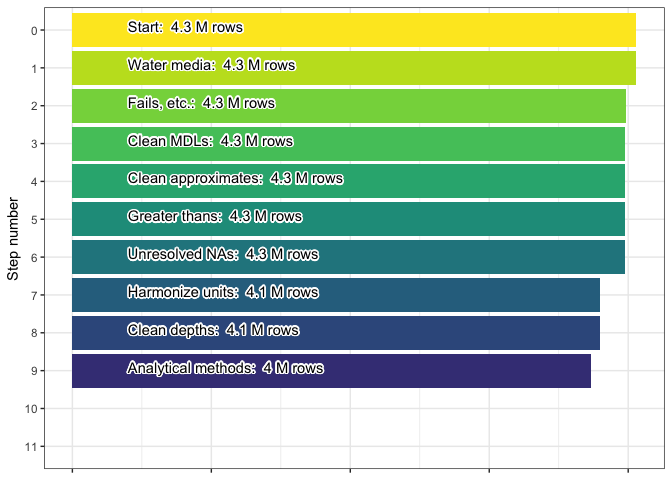 Step number
0
Start:  4.3 M rows
1
Water media:  4.3 M rows
2
Fails, etc.:  4.3 M rows
3
Clean MDLs:  4.3 M rows
4
Clean approximates:  4.3 M rows
5
Greater thans:  4.3 M rows
6
Unresolved NAs:  4.3 M rows
7
Harmonize units:  4.1 M rows
8
Clean depths:  4.1 M rows
9
Analytical methods:  4 M rows
10
11